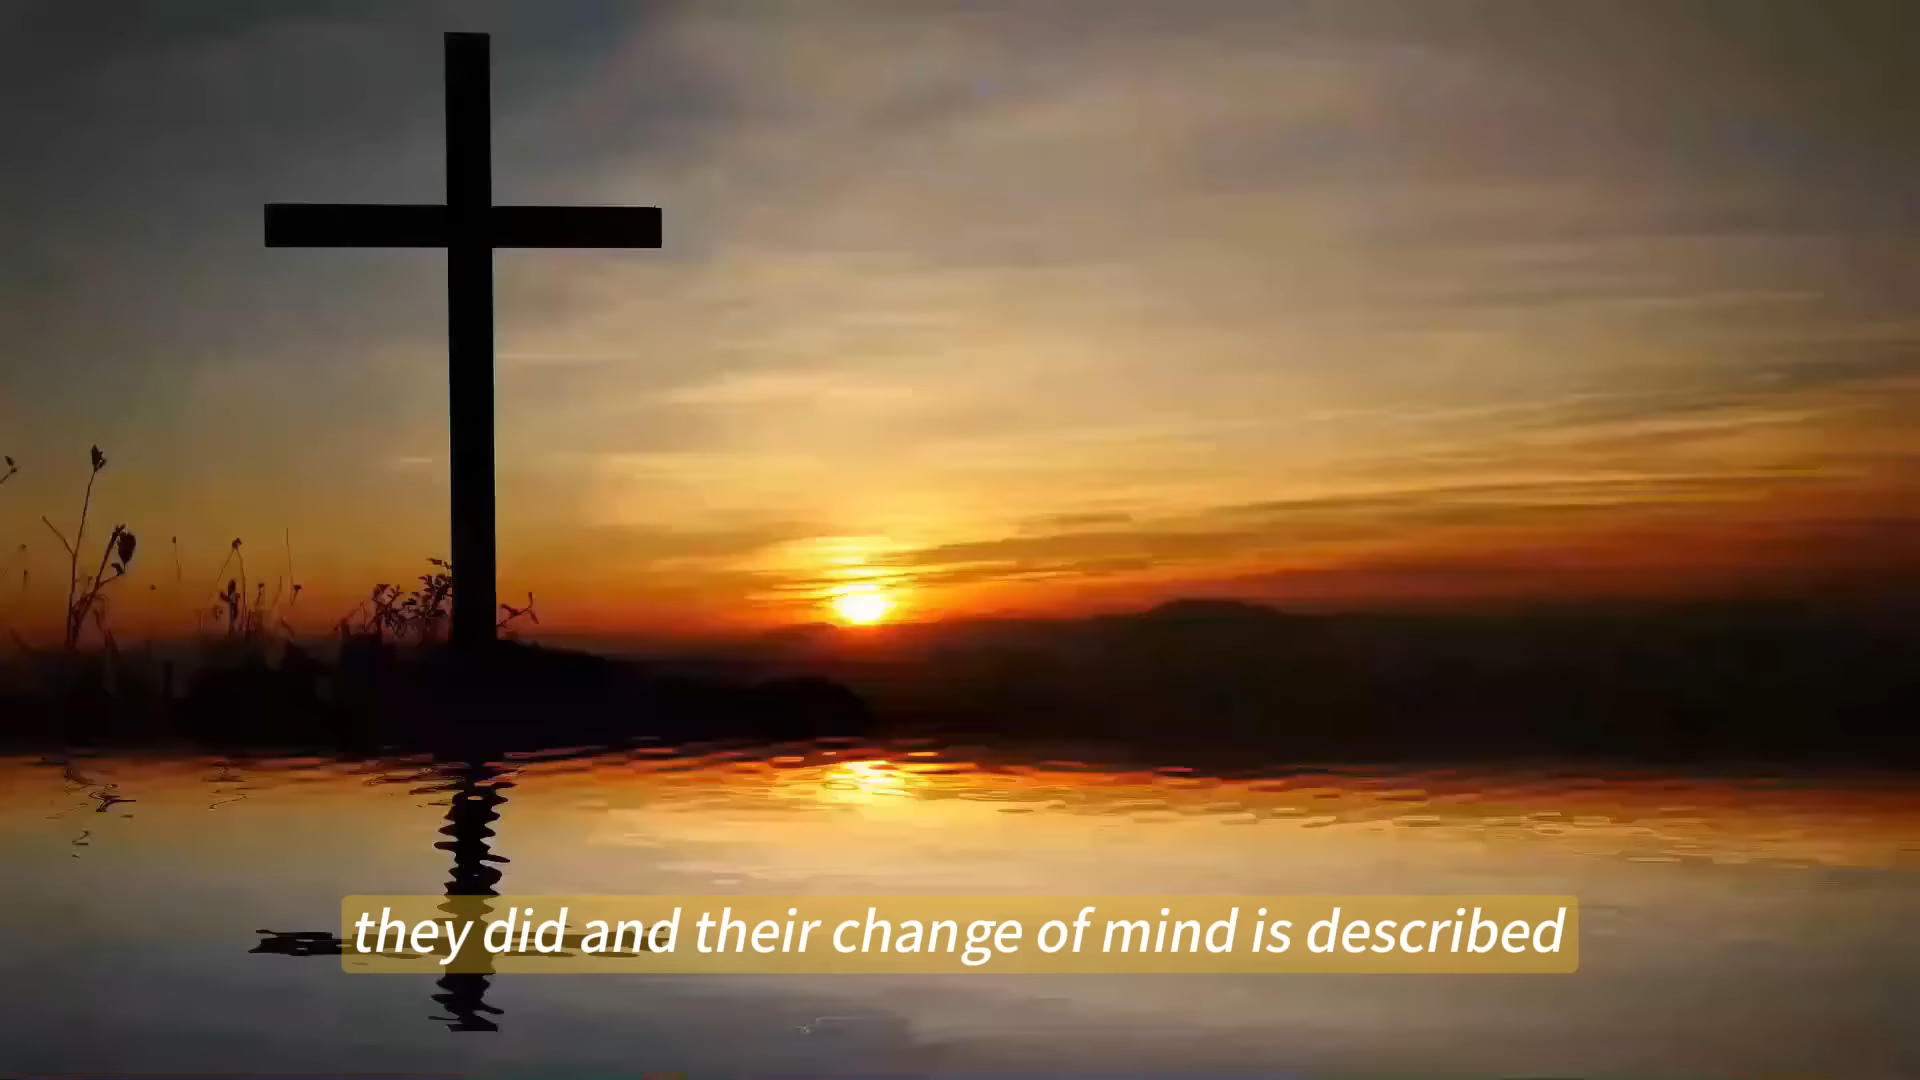 they did and their change of mind is described